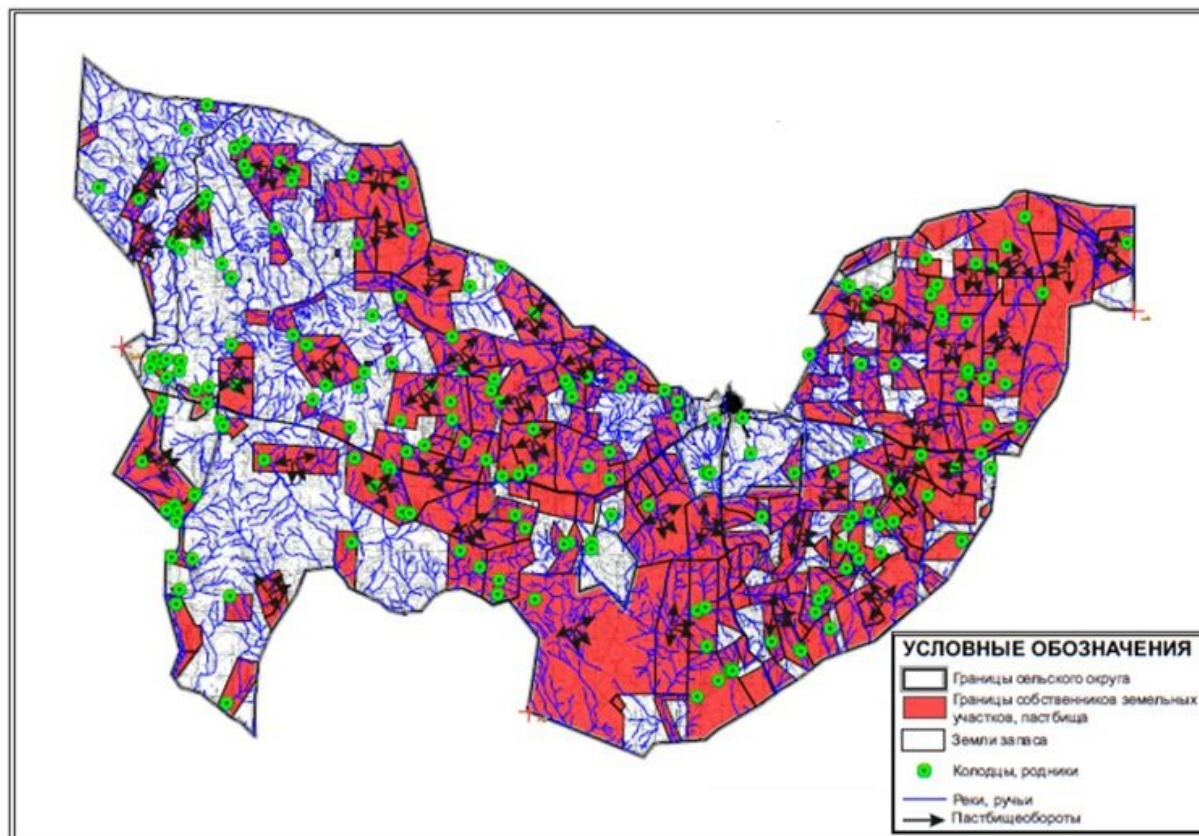 УСЛОВНЫЕ ОБОЗНАЧЕНИЯ
Границы сельского округа
Границы собственников земельных
участков, пастбища
Земли запаса
Колодцы, родники
Реки, ручьи
Пастбищеобороты